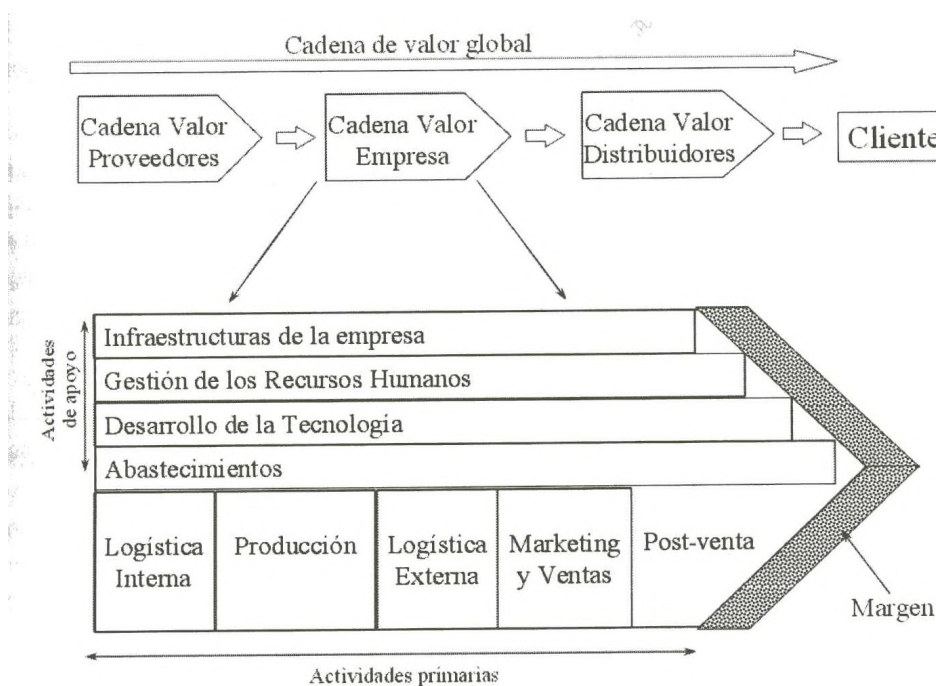 Cadena de valor global
Cadena Valor
Proveedores
Cadena Valor
Empresa
Cadena Valor
Distribuidores
Cliente
Actividades
de apoyo
Infraestructuras de la empresa
Gestión de los Recursos Humanos
Desarrollo de la Tecnología
Abastecimientos
Logística
Interna
Producción
Logística
Externa
Marketing
y Ventas
Post-venta
Margen
Actividades primarias